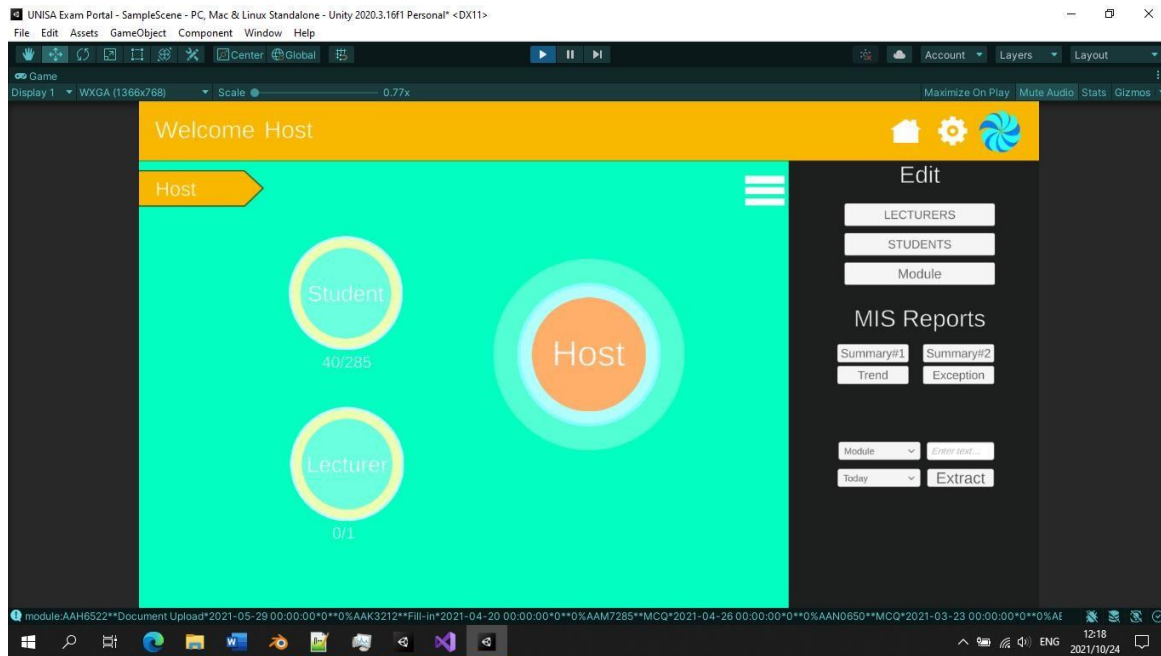 UNISA Exam Portal - SampleScene - PC, Mac & Linux Standalone - Unity 2020.3.16f1 Personal* <DX11>
File Edit Assets GameObject Component Window Help
Center Global Account Layers Layout
Game
Display 1 WXGA (1366x768) Scale 0.77x Maximize On Play Mute Audio Stats Gizmos
Welcome Host
Host
Student
40/285
Host
Lecturer
0/1
Edit
LECTURERS
STUDENTS
Module
MIS Reports
Summary#1 Summary#2
Trend Exception
Module Enter text...
Today Extract
module:AAH6522**Document Upload*2021-05-29 00:00:00*0**0%AAK3212**Fill-in*2021-04-20 00:00:00*0**0%AAM7285**MCQ*2021-04-26 00:00:00*0**0%AAN0650**MCQ*2021-03-23 00:00:00*0**0%AE
ENG 12:18
2021/10/24